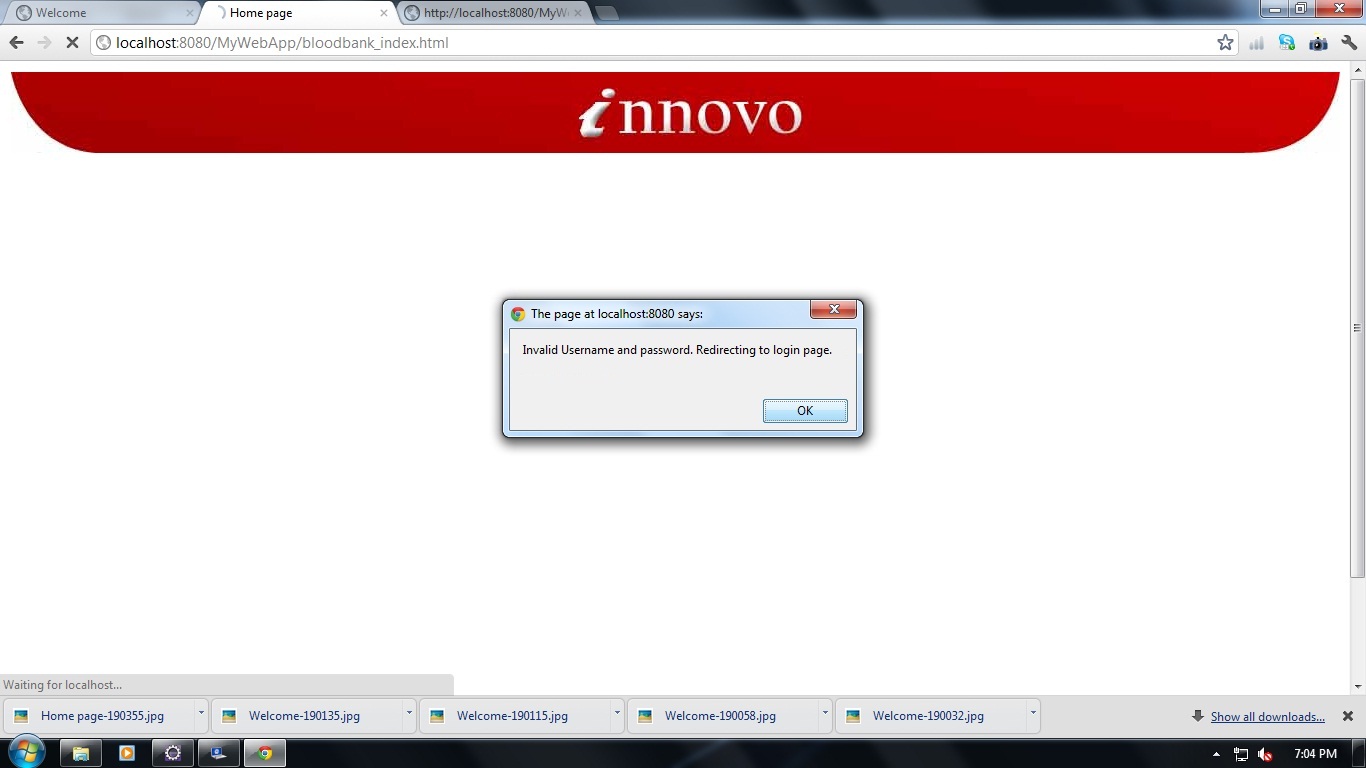 Welcome
Home page
http://localhost:8080/MyWe
localhost:8080/MyWebApp/bloodbank_index.html
innovo
The page at localhost:8080 says:
Invalid Username and password. Redirecting to login page.
OK
Waiting for localhost...
Home page-190355.jpg
Welcome-190135.jpg
Welcome-190115.jpg
Welcome-190058.jpg
Welcome-190032.jpg
Show all downloads...
7:04 PM